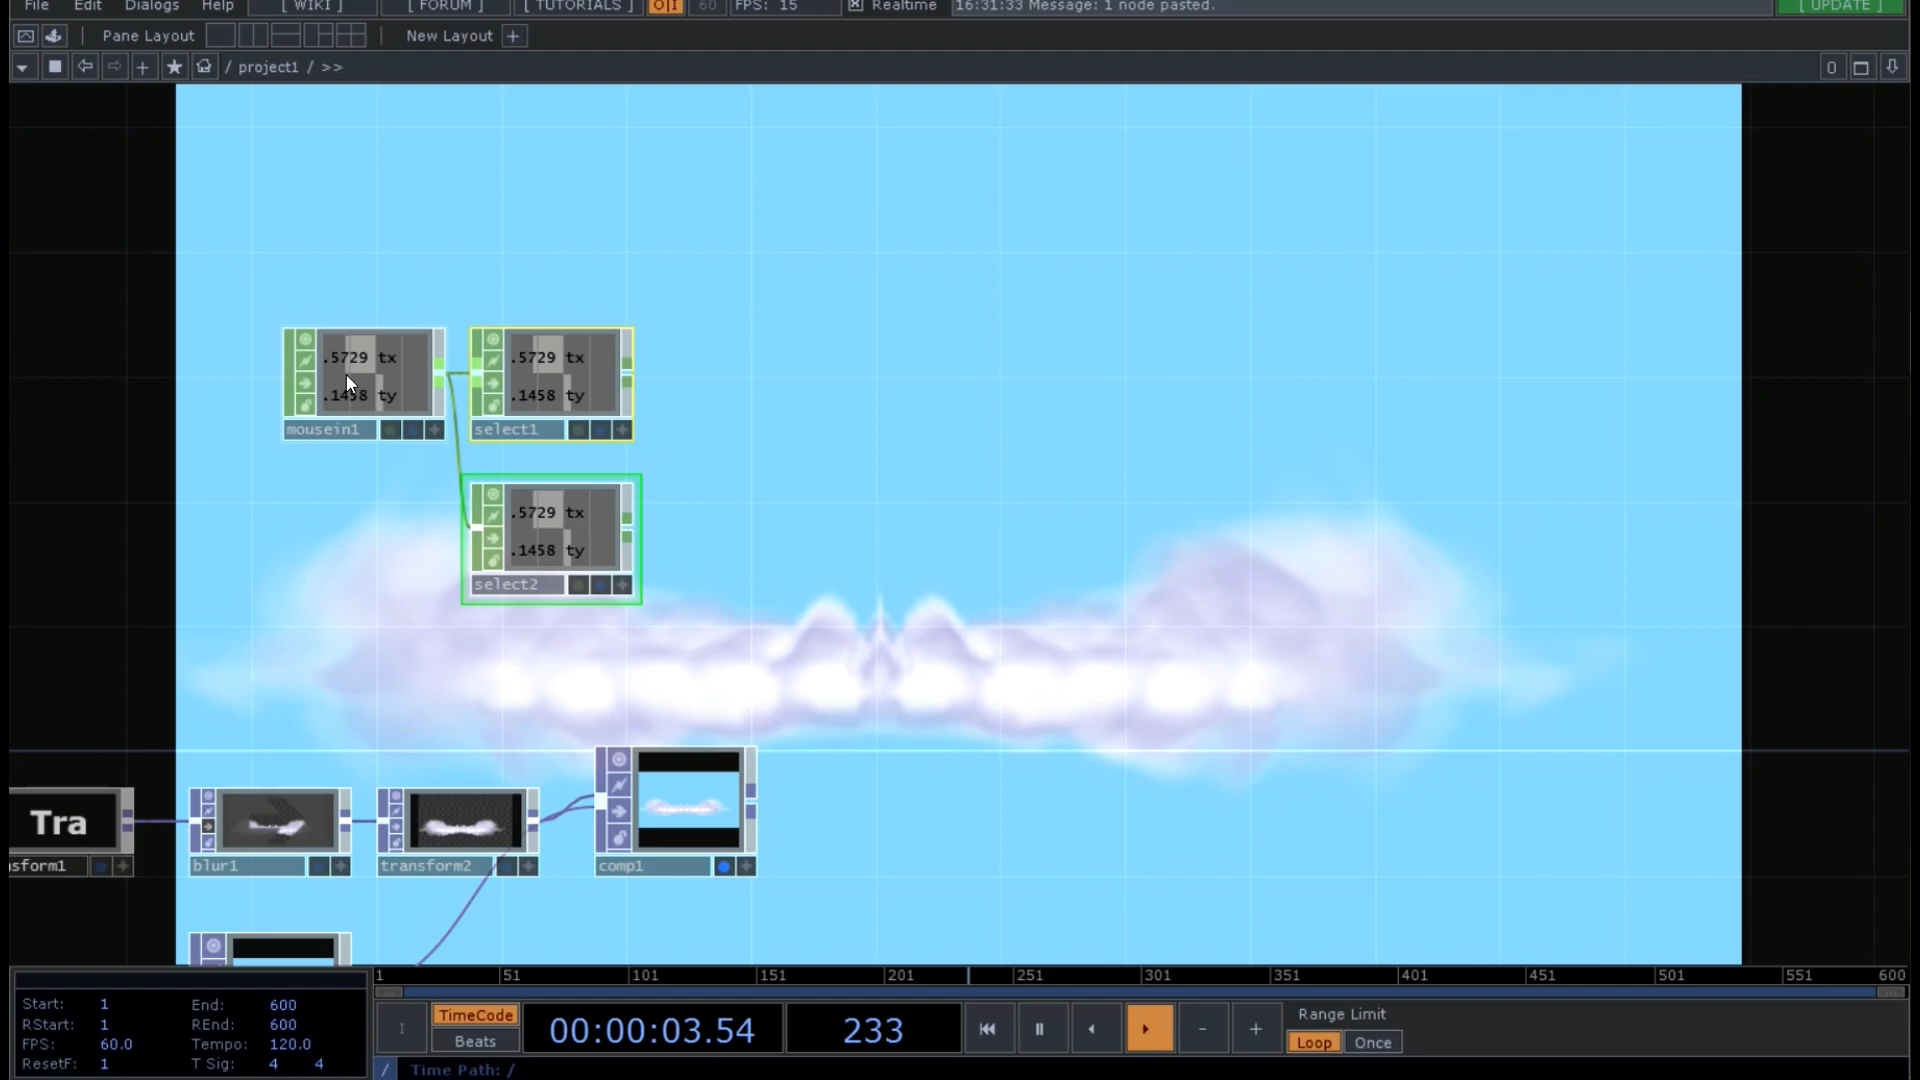 File Edit Dialogs Help [ WIKI ] [ FORUM ] [ TUTORIALS ] O|I 60 FPS: 15 Realtime 16:31:33 Message: 1 node pasted. [ UPDATE ]
Pane Layout New Layout +
/ project1 / >> 0
.5729 tx
.1458 ty
mousein1
.5729 tx
.1458 ty
select1
.5729 tx
.1458 ty
select2
Tra
sform1
blur1
transform2
comp1
1 51 101 151 201 251 301 351 401 451 501 551 600
Start: 1 End: 600
RStart: 1 REnd: 600
FPS: 60.0 Tempo: 120.0
ResetF: 1 T Sig: 4 4
TimeCode
Beats
00:00:03.54
233
Range Limit
Loop Once
/ Time Path: /